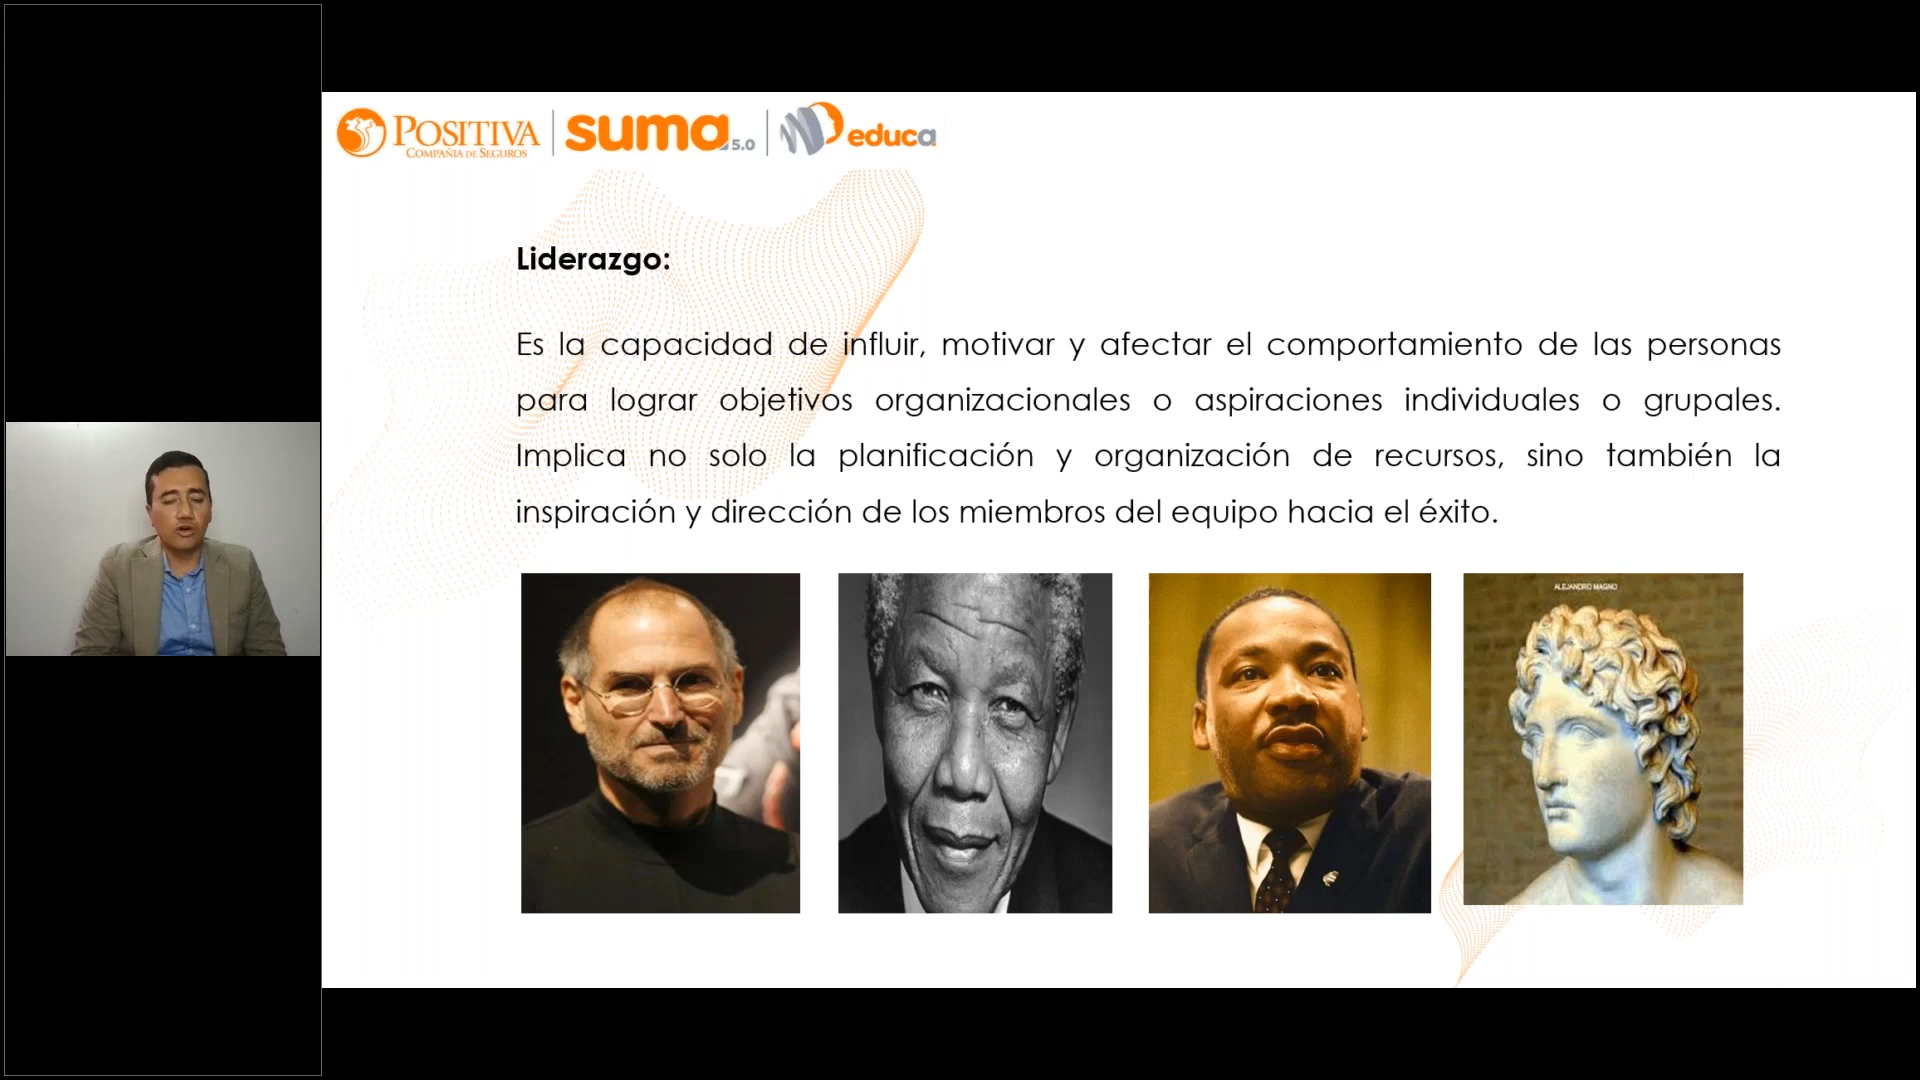 POSITIVA
COMPAÑIA DE SEGUROS
suma 5.0
educa
Liderazgo:
Es la capacidad de influir, motivar y afectar el comportamiento de las personas
para lograr objetivos organizacionales o aspiraciones individuales o grupales.
Implica no solo la planificación y organización de recursos, sino también la
inspiración y dirección de los miembros del equipo hacia el éxito.
ALEJANDRO MAGNO